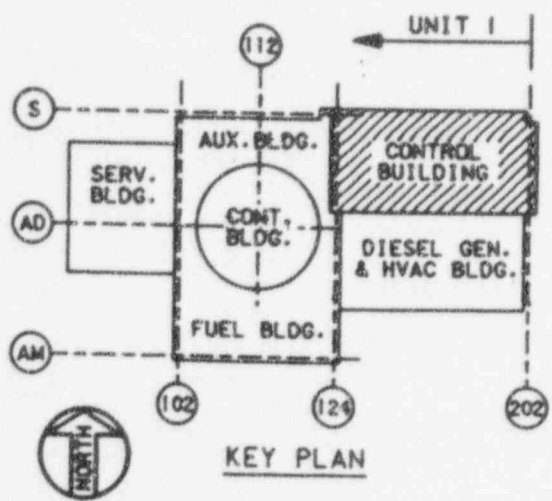 UNIT 1
112
S
AUX. BLDG.
CONTROL
BUILDING
SERV.
BLDG.
AD
CONT.
BLDG.
DIESEL GEN.
& HVAC BLDG.
FUEL BLDG.
AM
102
124
202
NORTH
KEY PLAN